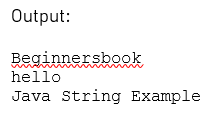 Output:
Beginnersbook
hello
Java String Example